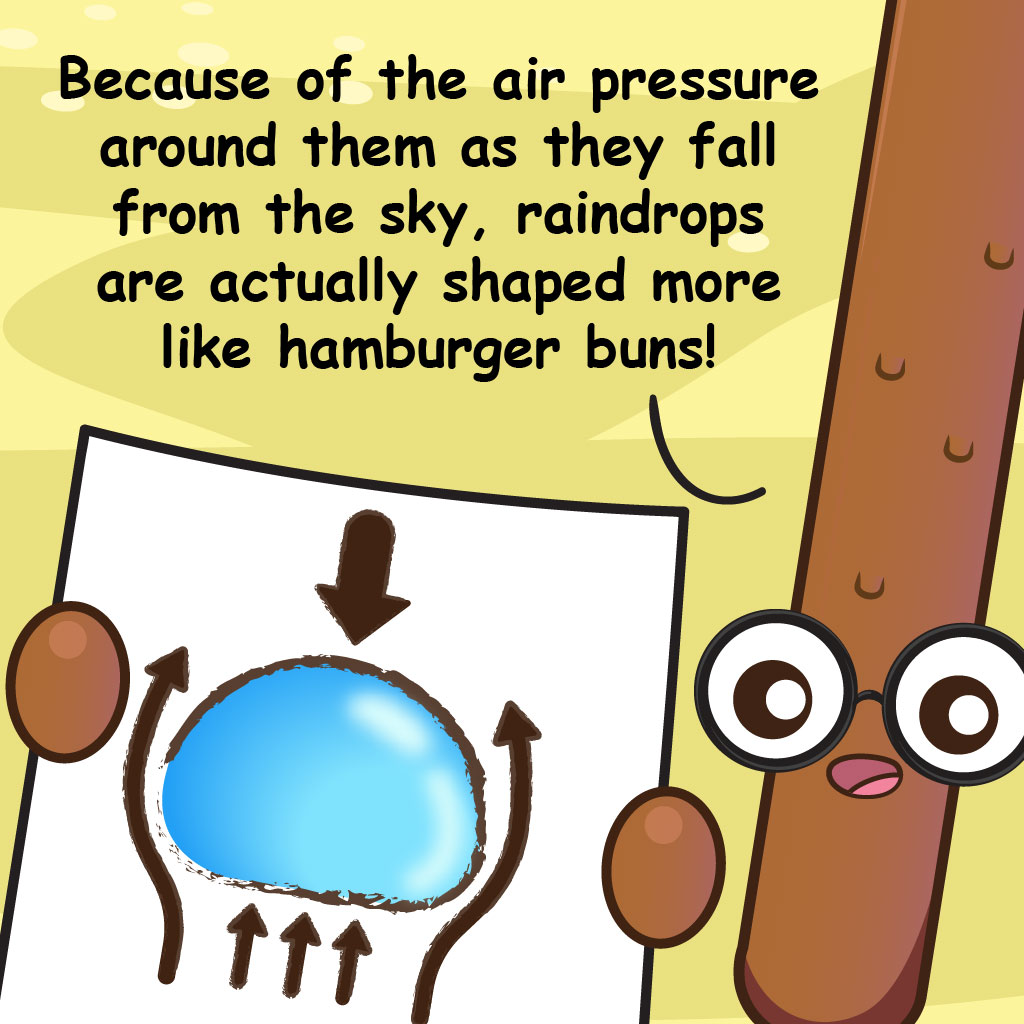 Because of the air pressure
around them as they fall
from the sky, raindrops
are actually shaped more
like hamburger buns!